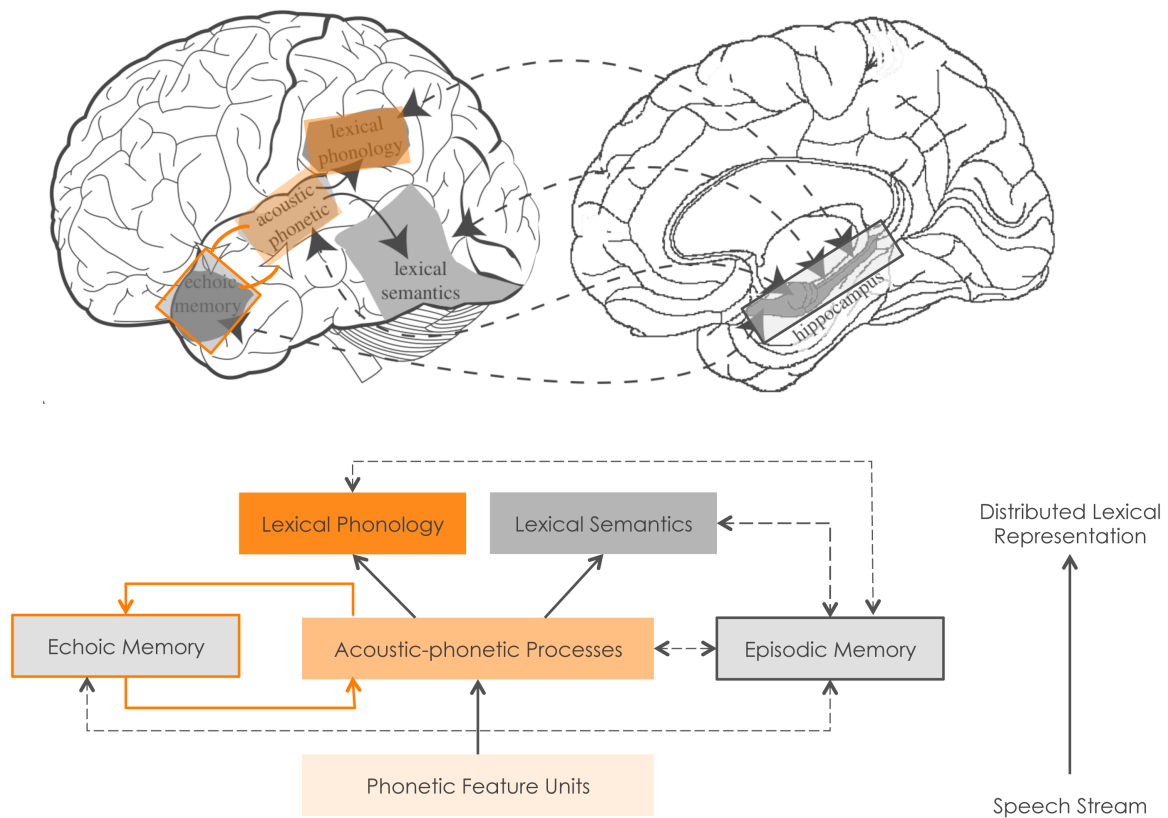 lexical
phonology
acoustic
phonetic
echoic
memory
lexical
semantics
hippocampus
Lexical Phonology
Lexical Semantics
Distributed Lexical
Representation
Echoic Memory
Acoustic-phonetic Processes
Episodic Memory
Phonetic Feature Units
Speech Stream